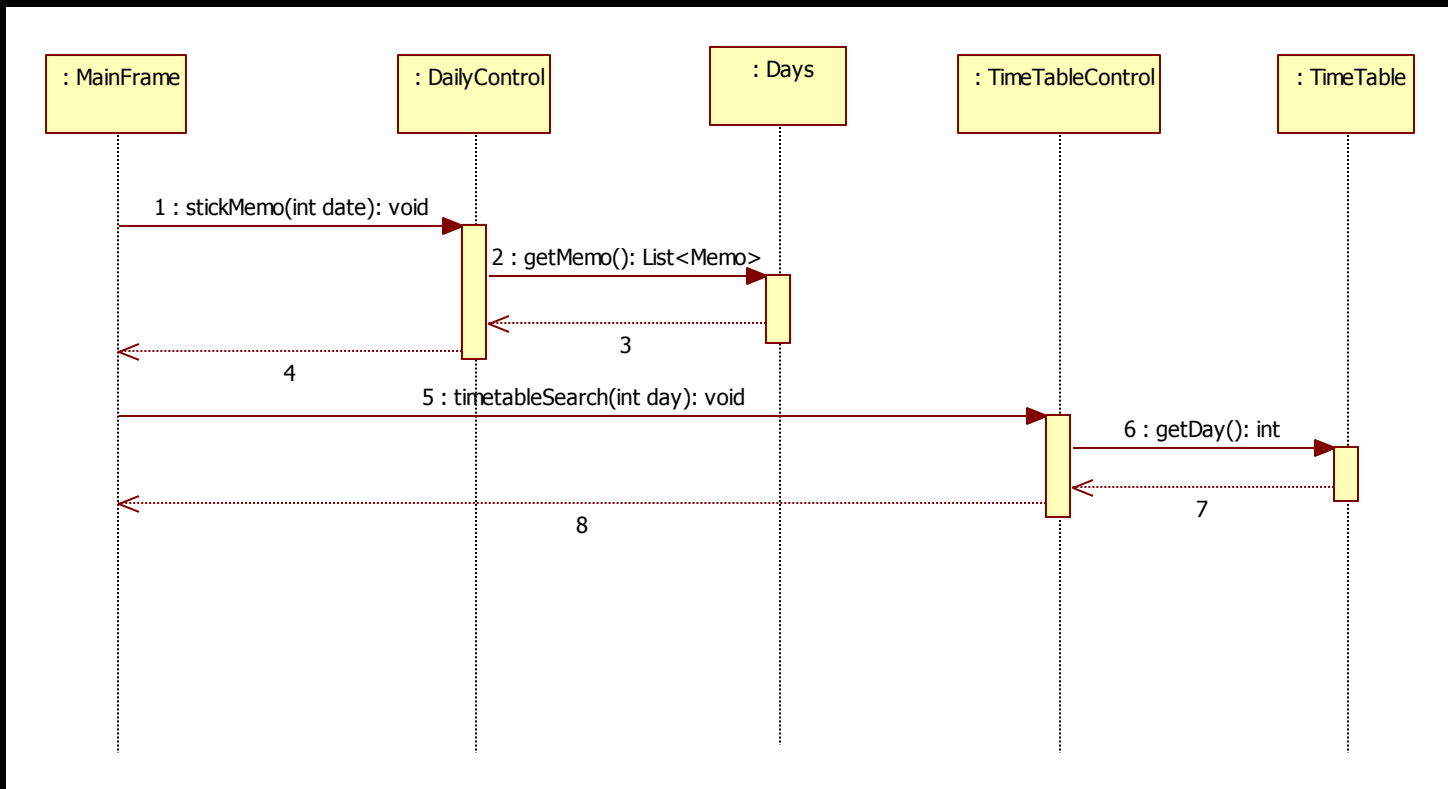 : MainFrame
: DailyControl
: Days
: TimeTableControl
: TimeTable
1 : stickMemo(int date): void
2 : getMemo(): List<Memo>
3
4
5 : timetableSearch(int day): void
6 : getDay(): int
7
8